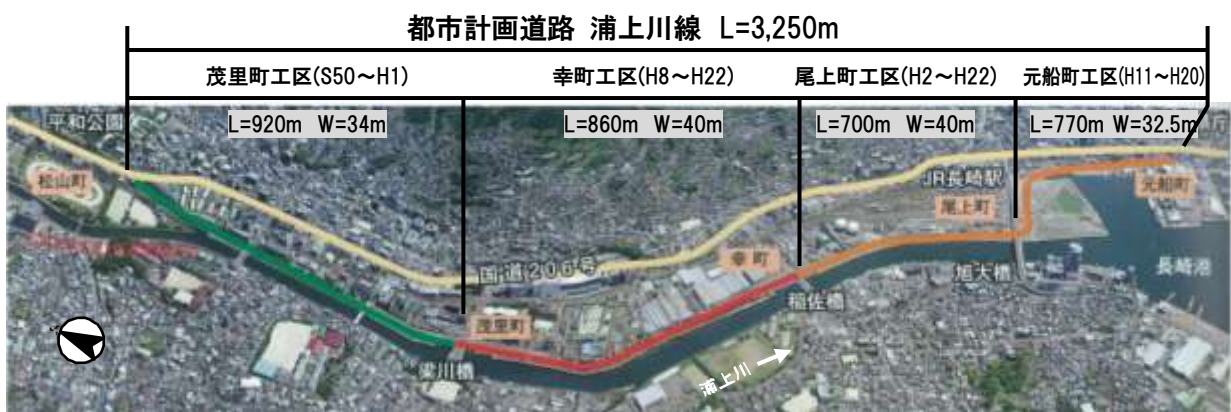 都市計画道路 浦上川線 L=3,250m
茂里町工区(S50～H1)
幸町工区(H8～H22)
尾上町工区(H2～H22)
元船町工区(H11～H20)
L=920m W=34m
L=860m W=40m
L=700m W=40m
L=770m W=32.5m
平和公園
松山町
JR長崎駅
元船町
尾上町
国道206号
幸町
旭大橋
長崎港
稲佐橋
茂里町
梁川橋
浦上川